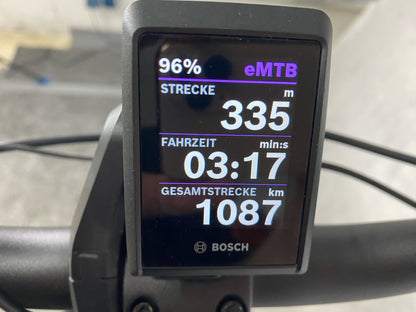 96% eMTB
STRECKE m
335
FAHRZEIT min:s
03:17
GESAMTSTRECKE km
1087
BOSCH